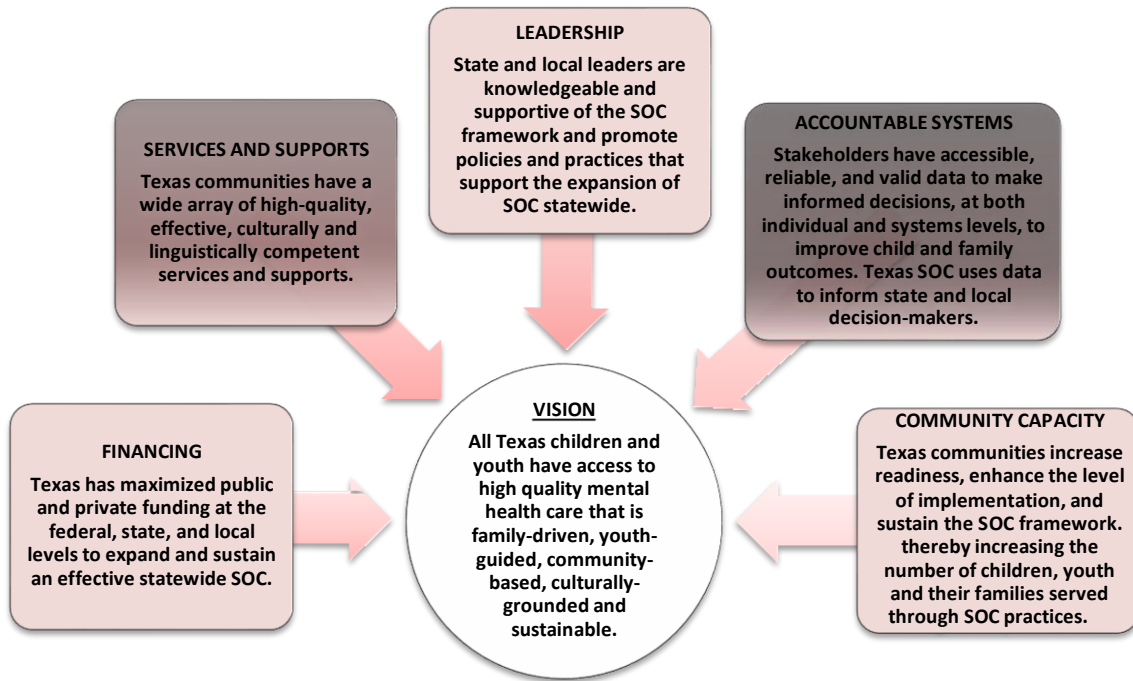 LEADERSHIP
State and local leaders are
knowledgeable and
supportive of the SOC
framework and promote
policies and practices that
support the expansion of
SOC statewide.
SERVICES AND SUPPORTS
Texas communities have a
wide array of high-quality,
effective, culturally and
linguistically competent
services and supports.
ACCOUNTABLE SYSTEMS
Stakeholders have accessible,
reliable, and valid data to make
informed decisions, at both
individual and systems levels, to
improve child and family
outcomes. Texas SOC uses data
to inform state and local
decision-makers.
FINANCING
Texas has maximized public
and private funding at the
federal, state, and local
levels to expand and sustain
an effective statewide SOC.
VISION
All Texas children and
youth have access to
high quality mental
health care that is
family-driven, youth-
guided, community-
based, culturally-
grounded and
sustainable.
COMMUNITY CAPACITY
Texas communities increase
readiness, enhance the level
of implementation, and
sustain the SOC framework.
thereby increasing the
number of children, youth
and their families served
through SOC practices.